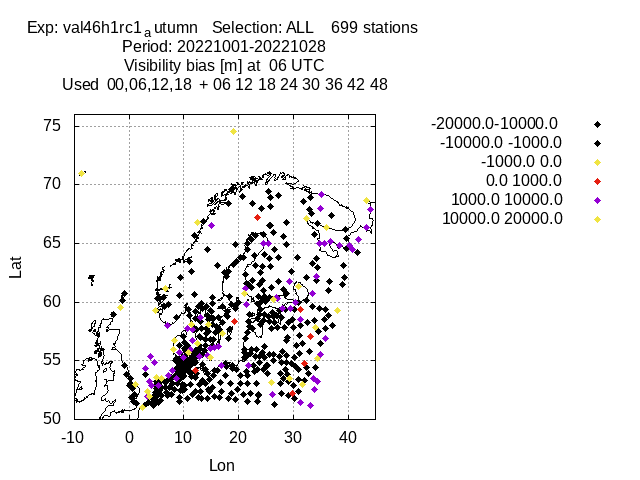 Exp: val46h1rc1 a utumn   Selection: ALL    699 stations
Period: 20221001-20221028
Visibility bias [m] at  06 UTC
Used  00,06,12,18  + 06 12 18 24 30 36 42 48
-20000.0-10000.0
-10000.0 -1000.0
-1000.0 0.0
0.0 1000.0
1000.0 10000.0
10000.0 20000.0
75
70
65
60
55
50
Lat
-10 0 10 20 30 40
Lon